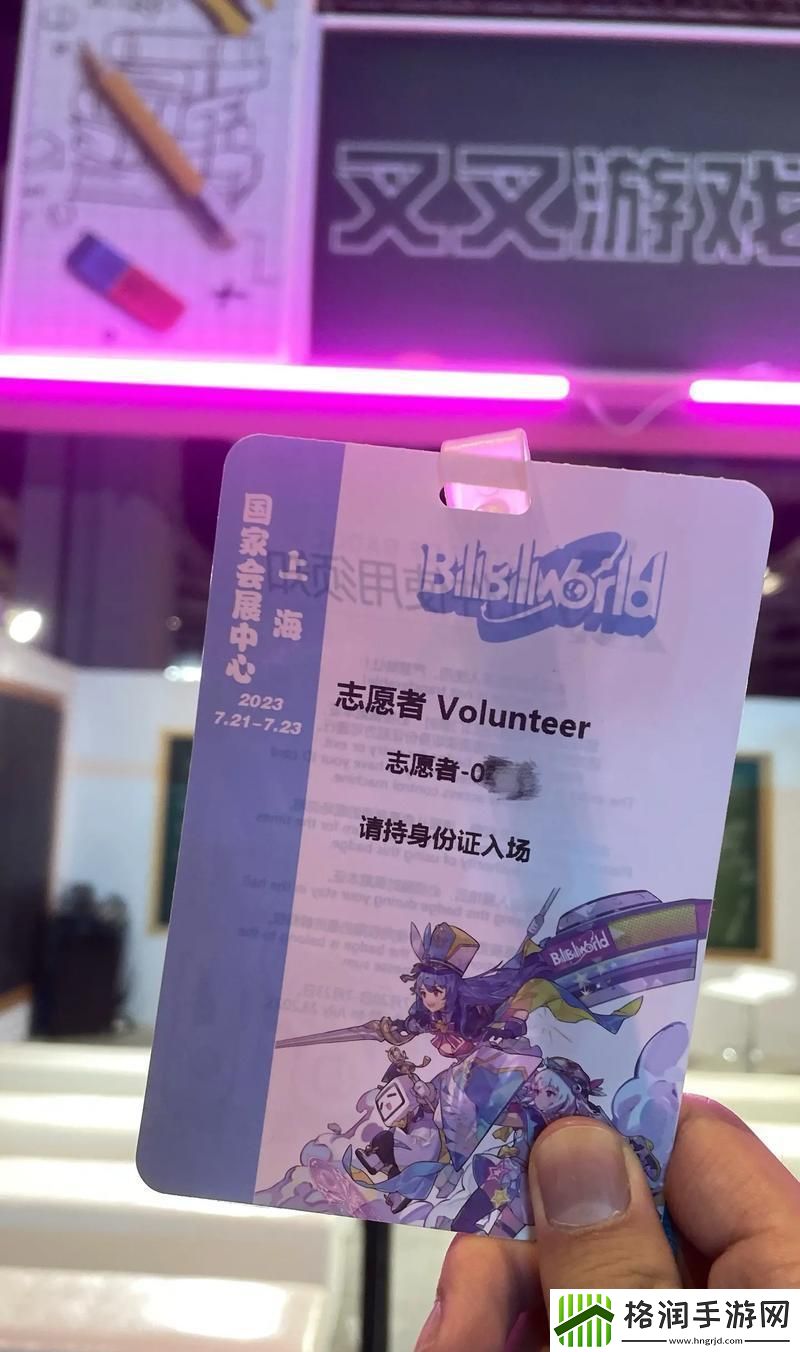 又又游戏
BiliBiliworld
国家会展中心
上海
2023
7.21-7.23
志愿者 Volunteer
志愿者-0
请持身份证入场
BiliBiliworld
格润手游网
www.hngrjd.com